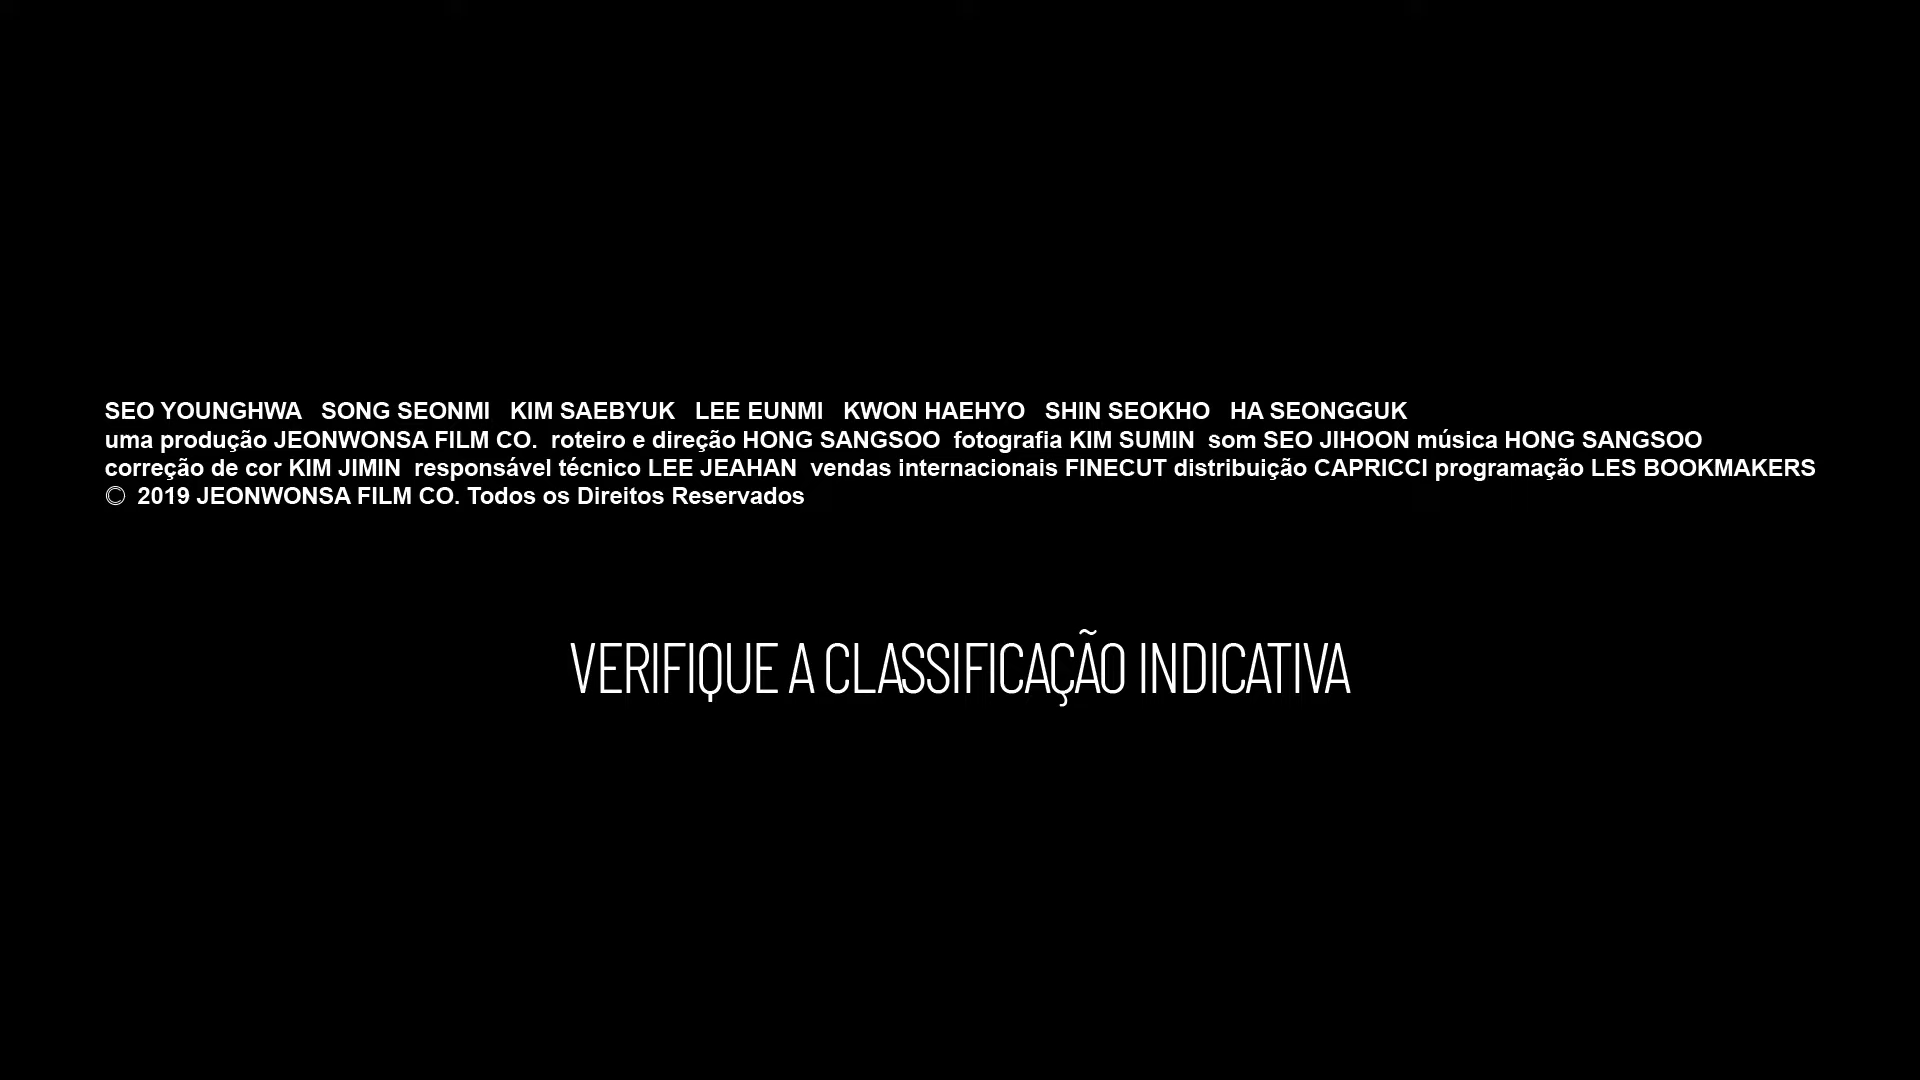 SEO YOUNGHWA SONG SEONMI KIM SAEBYUK LEE EUNMI KWON HAEHYO SHIN SEOKHO HA SEONGGUK
uma produção JEONWONSA FILM CO. roteiro e direção HONG SANGSOO fotografia KIM SUMIN som SEO JIHOON música HONG SANGSOO
correção de cor KIM JIMIN responsável técnico LEE JEAHAN vendas internacionais FINECUT distribuição CAPRICCI programação LES BOOKMAKERS
© 2019 JEONWONSA FILM CO. Todos os Direitos Reservados
VERIFIQUE A CLASSIFICAÇÃO INDICATIVA